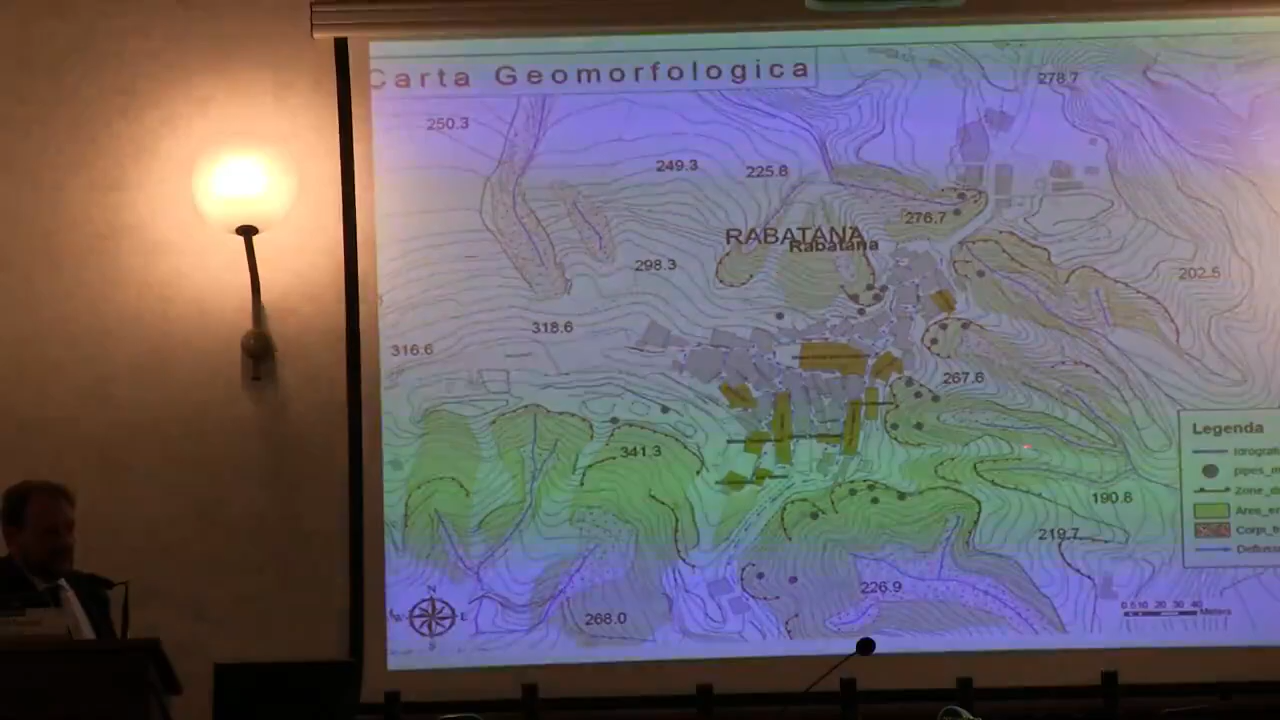 Carta Geomorfologica
278.7
250.3
249.3
225.8
276.7
RABATANA
Rabatana
298.3
202.5
318.6
316.6
267.6
341.3
Legenda
190.8
219.7
226.9
268.0
N
E
S
W
Meters